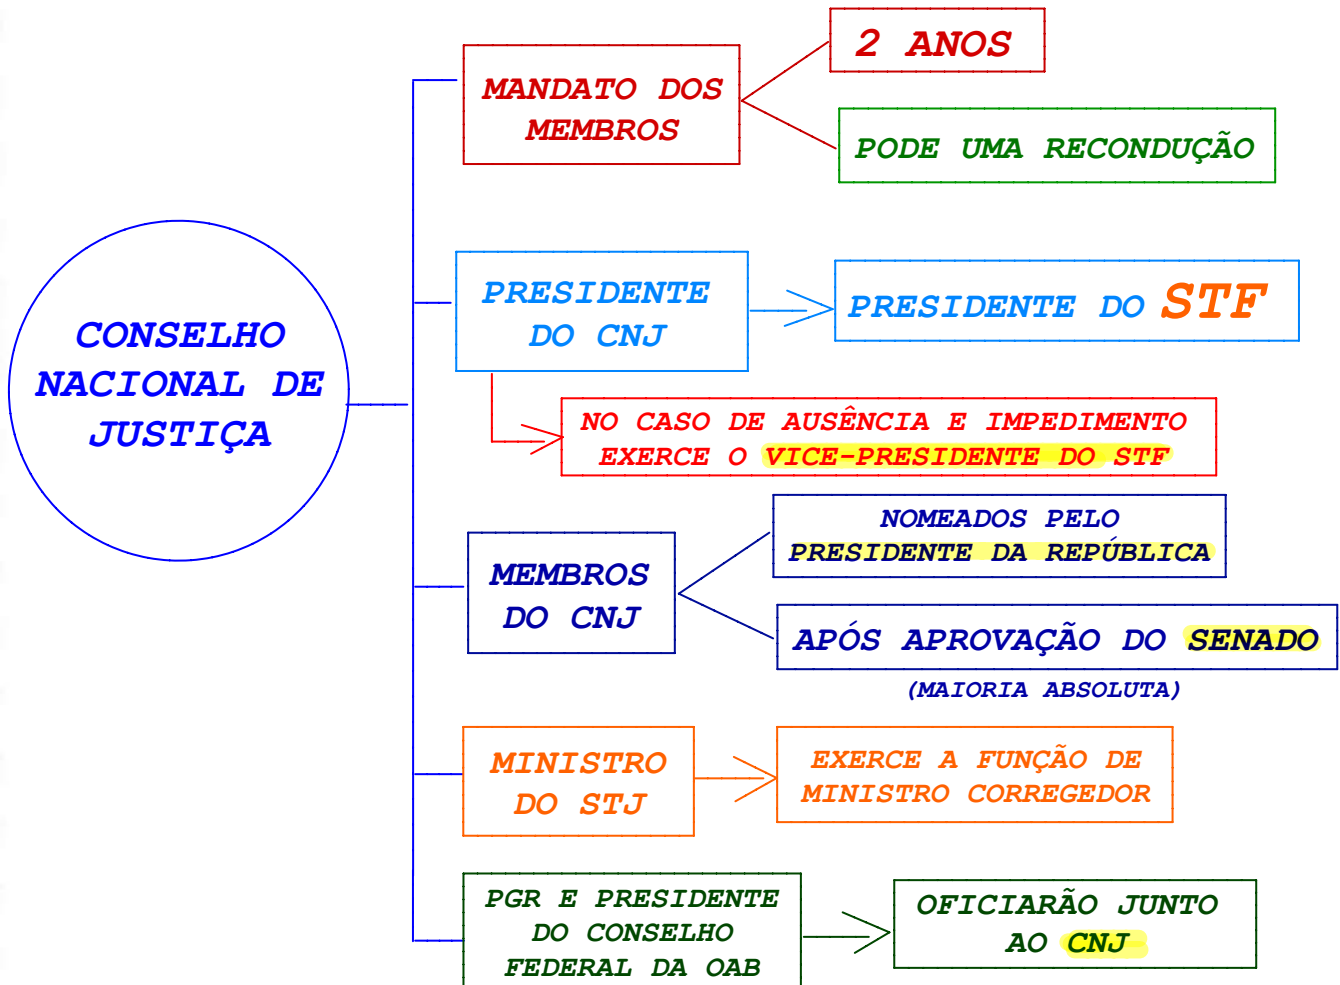 CONSELHO
NACIONAL DE
JUSTIÇA
MANDATO DOS
MEMBROS
2 ANOS
PODE UMA RECONDUÇÃO
PRESIDENTE
DO CNJ
PRESIDENTE DO STF
NO CASO DE AUSÊNCIA E IMPEDIMENTO
EXERCE O VICE-PRESIDENTE DO STF
MEMBROS
DO CNJ
NOMEADOS PELO
PRESIDENTE DA REPÚBLICA
APÓS APROVAÇÃO DO SENADO
(MAIORIA ABSOLUTA)
MINISTRO
DO STJ
EXERCE A FUNÇÃO DE
MINISTRO CORREGEDOR
PGR E PRESIDENTE
DO CONSELHO
FEDERAL DA OAB
OFICIARÃO JUNTO
AO CNJ